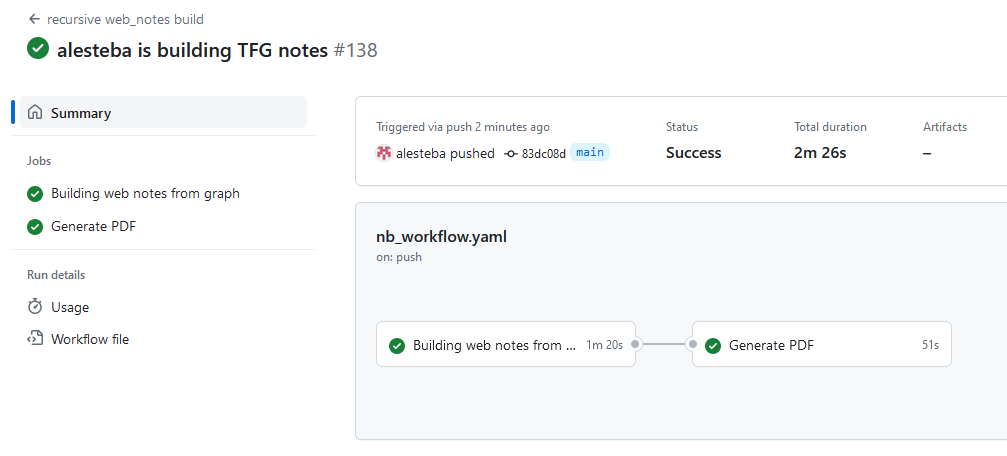 recursive web_notes build
alesteba is building TFG notes #138
Summary
Jobs
Building web notes from graph
Generate PDF
Run details
Usage
Workflow file
Triggered via push 2 minutes ago
alesteba pushed 83dc08d main
Status
Success
Total duration
2m 26s
Artifacts
–
nb_workflow.yaml
on: push
Building web notes from ... 1m 20s
Generate PDF 51s